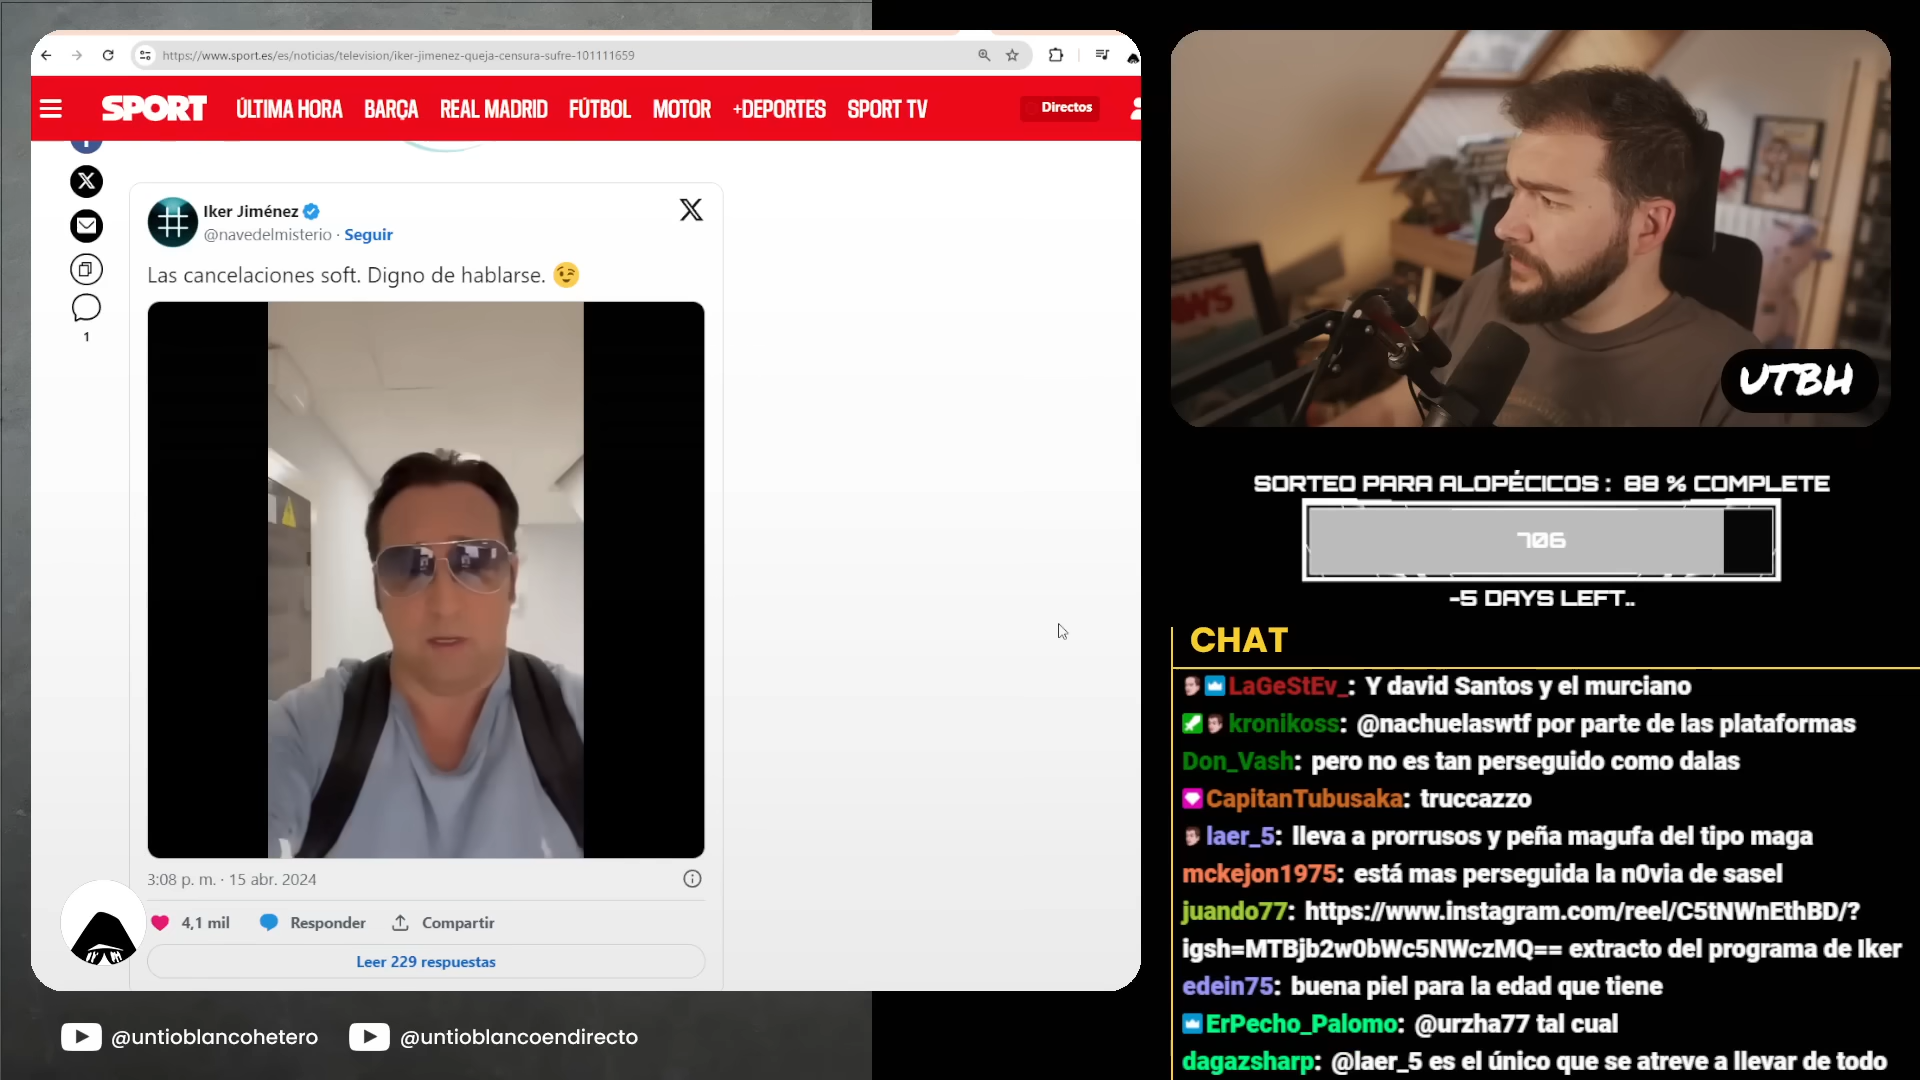 https://www.sport.es/es/noticias/television/iker-jimenez-queja-censura-sufre-101111659
SPORT ÚLTIMA HORA BARÇA REAL MADRID FÚTBOL MOTOR +DEPORTES SPORT TV Directos
1
Iker Jiménez
@navedelmisterio · Seguir
Las cancelaciones soft. Digno de hablarse. 😉
3:08 p. m. · 15 abr. 2024
4,1 mil Responder Compartir
Leer 229 respuestas
@untioblancohetero @untioblancoendirecto
UTBH
SORTEO PARA ALOPÉCICOS : 88 % COMPLETE
706
-5 DAYS LEFT..
CHAT
LaGeStEv_: Y david Santos y el murciano
kronikoss: @nachuelaswtf por parte de las plataformas
Don_Vash: pero no es tan perseguido como dalas
CapitanTubusaka: truccazzo
laer_5: lleva a prorrusos y peña magufa del tipo maga
mckejon1975: está mas perseguida la n0via de sasel
juando77: https://www.instagram.com/reel/C5tNWnEthBD/?
igsh=MTBjb2w0bWc5NWczMQ== extracto del programa de Iker
edein75: buena piel para la edad que tiene
ErPecho_Palomo: @urzha77 tal cual
dagazsharp: @laer_5 es el único que se atreve a llevar de todo